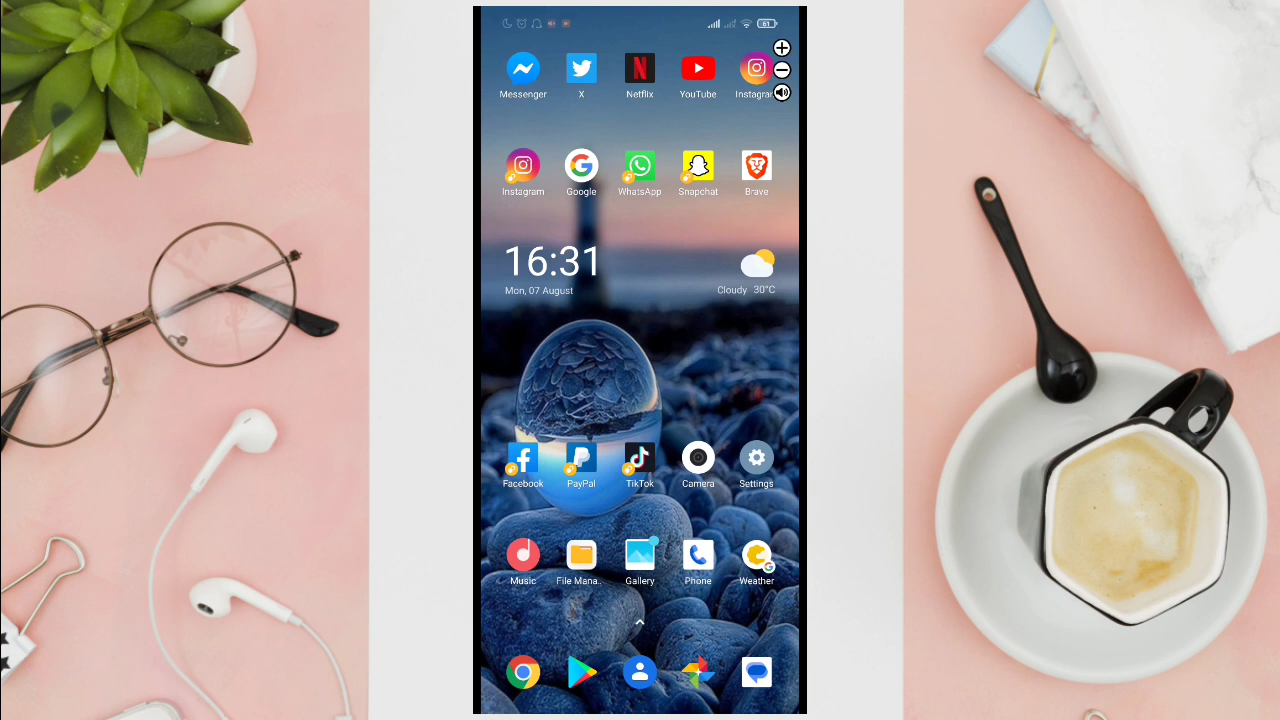 61
Messenger X Netflix YouTube Instagram
Instagram Google WhatsApp Snapchat Brave
16:31
Mon, 07 August
Cloudy 30°C
Facebook PayPal TikTok Camera Settings
Music File Mana.. Gallery Phone Weather